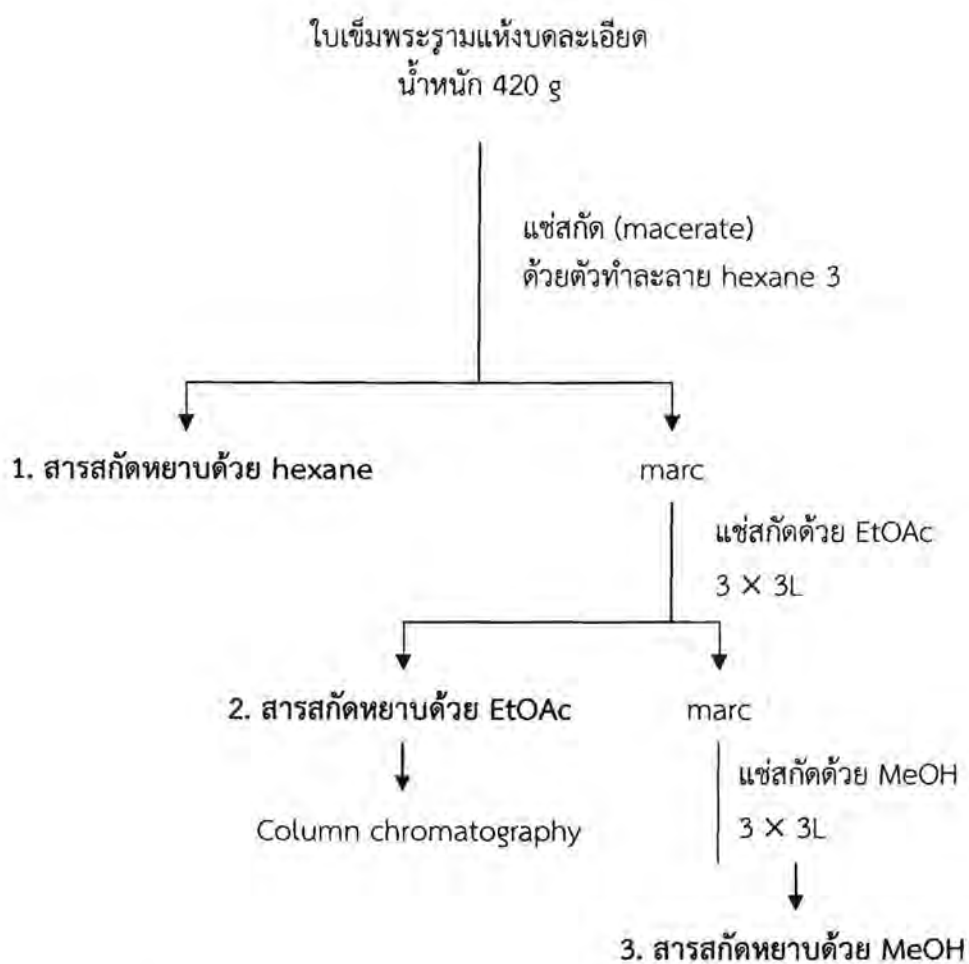 ใบเข็มพระรามแห้งบดละเอียด
น้ำหนัก 420 g
แช่สกัด (macerate)
ด้วยตัวทำละลาย hexane 3
1. สารสกัดหยาบด้วย hexane
marc
แช่สกัดด้วย EtOAc
3 × 3L
2. สารสกัดหยาบด้วย EtOAc
marc
แช่สกัดด้วย MeOH
3 × 3L
Column chromatography
3. สารสกัดหยาบด้วย MeOH